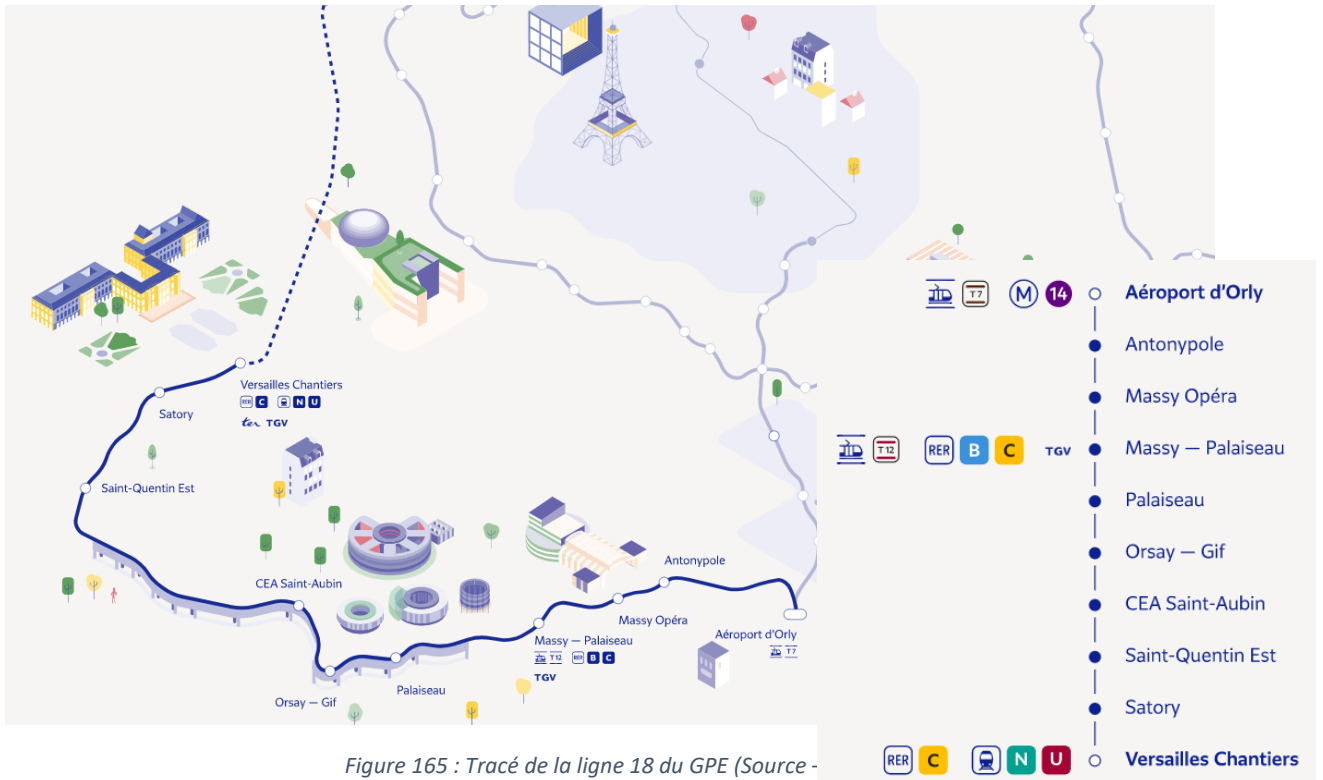 Versailles Chantiers
RER C N U
ter TGV
Satory
Saint-Quentin Est
CEA Saint-Aubin
Orsay — Gif
Palaiseau
Massy — Palaiseau
T12 RER B C
TGV
Massy Opéra
Antonypole
Aéroport d'Orly
T7
T7 M 14 Aéroport d'Orly
Antonypole
Massy Opéra
T12 RER B C TGV Massy — Palaiseau
Palaiseau
Orsay — Gif
CEA Saint-Aubin
Saint-Quentin Est
Satory
RER C N U Versailles Chantiers
Figure 165 : Tracé de la ligne 18 du GPE (Source -